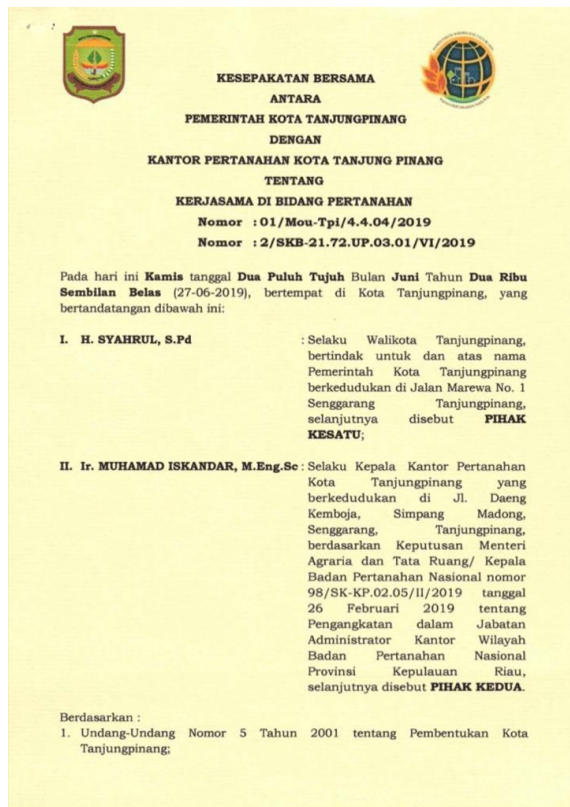 KESEPAKATAN BERSAMA
ANTARA
PEMERINTAH KOTA TANJUNGPINANG
DENGAN
KANTOR PERTANAHAN KOTA TANJUNG PINANG
TENTANG
KERJASAMA DI BIDANG PERTANAHAN
Nomor : 01/Mou-Tpi/4.4.04/2019
Nomor : 2/SKB-21.72.UP.03.01/VI/2019
Pada hari ini Kamis tanggal Dua Puluh Tujuh Bulan Juni Tahun Dua Ribu
Sembilan Belas (27-06-2019), bertempat di Kota Tanjungpinang, yang
bertandatangan dibawah ini:
I. H. SYAHRUL, S.Pd : Selaku Walikota Tanjungpinang,
bertindak untuk dan atas nama
Pemerintah Kota Tanjungpinang
berkedudukan di Jalan Marewa No. 1
Senggarang Tanjungpinang,
selanjutnya disebut PIHAK
KESATU;
II. Ir. MUHAMAD ISKANDAR, M.Eng.Sc : Selaku Kepala Kantor Pertanahan
Kota Tanjungpinang yang
berkedudukan di Jl. Daeng
Kemboja, Simpang Madong,
Senggarang, Tanjungpinang,
berdasarkan Keputusan Menteri
Agraria dan Tata Ruang/ Kepala
Badan Pertanahan Nasional nomor
98/SK-KP.02.05/II/2019 tanggal
26 Februari 2019 tentang
Pengangkatan dalam Jabatan
Administrator Kantor Wilayah
Badan Pertanahan Nasional
Provinsi Kepulauan Riau,
selanjutnya disebut PIHAK KEDUA.
Berdasarkan :
1. Undang-Undang Nomor 5 Tahun 2001 tentang Pembentukan Kota
Tanjungpinang;